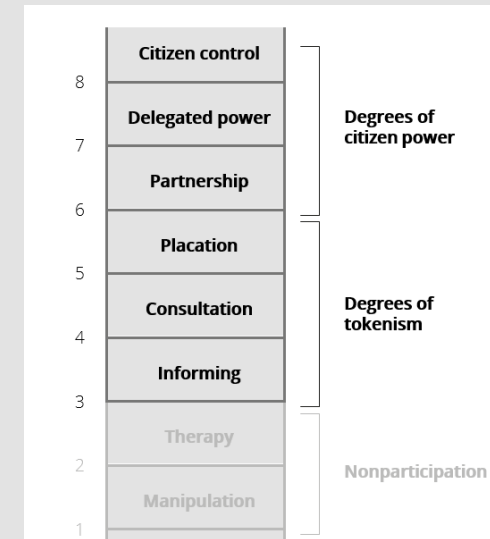 Citizen control
8
Delegated power
Degrees of
citizen power
7
Partnership
6
Placation
5
Consultation
Degrees of
tokenism
4
Informing
3
Therapy
2
Nonparticipation
Manipulation
1